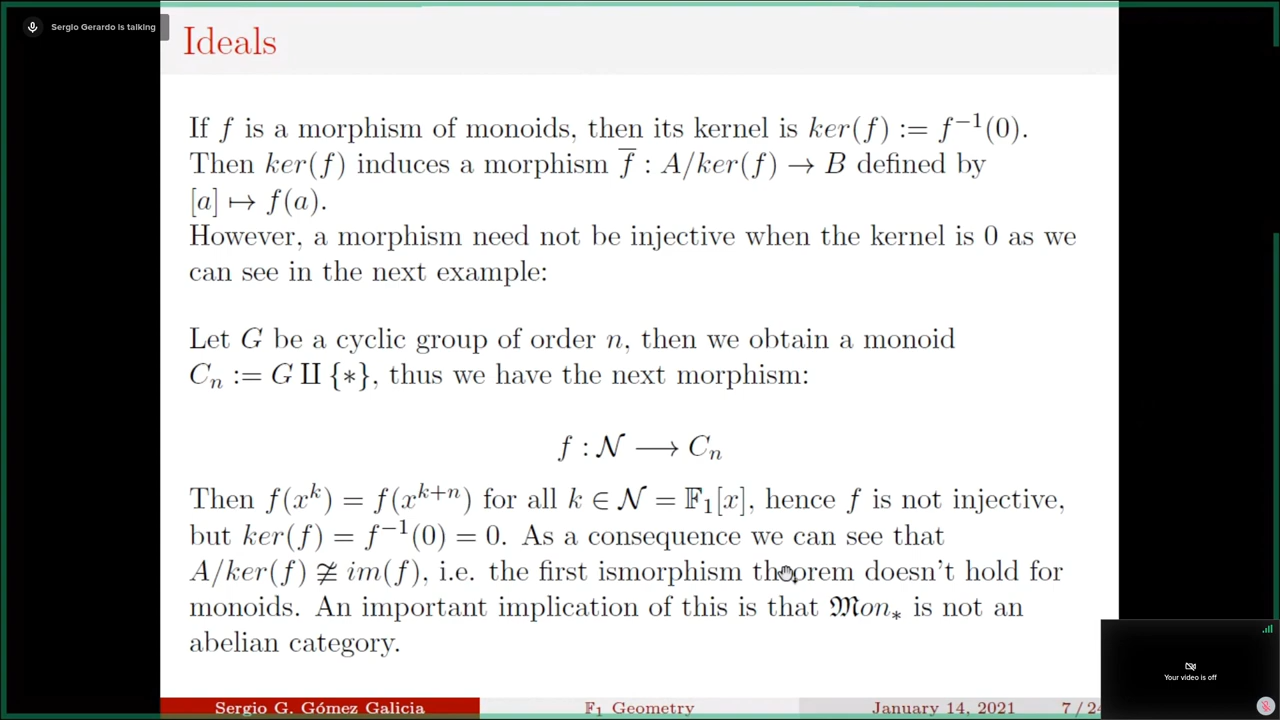 Sergio Gerardo is talking
Ideals
If f is a morphism of monoids, then its kernel is ker(f) := f⁻¹(0).
Then ker(f) induces a morphism f̅ : A/ker(f) → B defined by
[a] ↦ f(a).
However, a morphism need not be injective when the kernel is 0 as we
can see in the next example:
Let G be a cyclic group of order n, then we obtain a monoid
Cₙ := G ∐ {*}, thus we have the next morphism:
f : 𝒩 ⟶ Cₙ
Then f(xᵏ) = f(xᵏ⁺ⁿ) for all k ∈ 𝒩 = 𝔽₁[x], hence f is not injective,
but ker(f) = f⁻¹(0) = 0. As a consequence we can see that
A/ker(f) ≇ im(f), i.e. the first ismorphism theorem doesn't hold for
monoids. An important implication of this is that 𝔐on* is not an
abelian category.
Your video is off
Sergio G. Gómez Galicia 𝔽₁ Geometry January 14, 2021 7 / 24